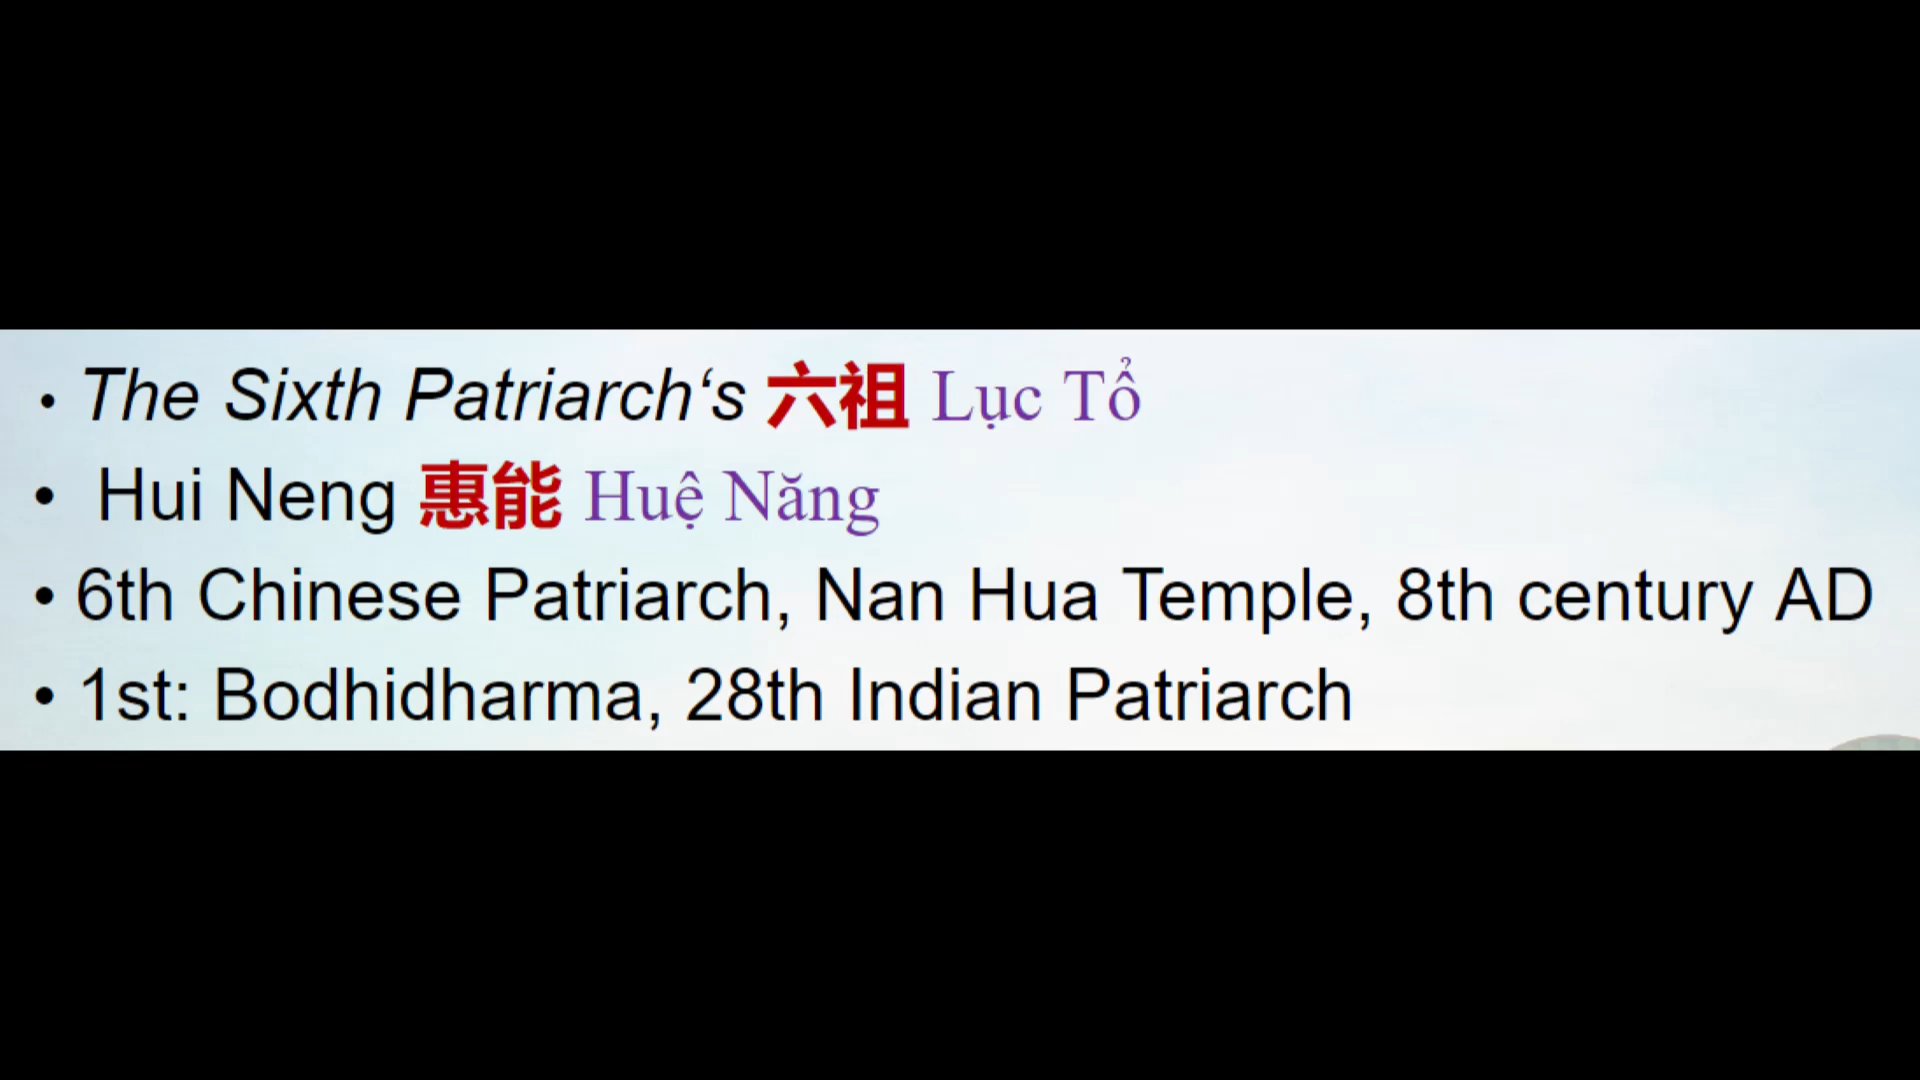 • The Sixth Patriarch‘s 六祖 Lục Tổ
• Hui Neng 惠能 Huệ Năng
• 6th Chinese Patriarch, Nan Hua Temple, 8th century AD
• 1st: Bodhidharma, 28th Indian Patriarch